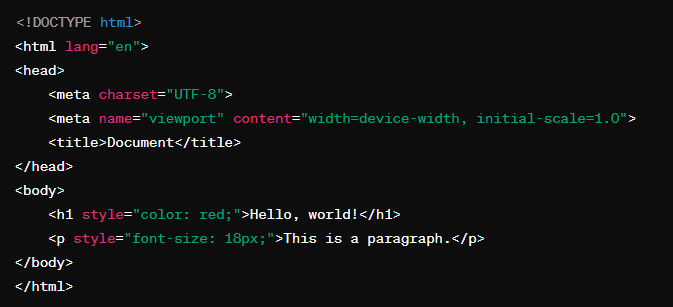 <!DOCTYPE html>
<html lang="en">
<head>
    <meta charset="UTF-8">
    <meta name="viewport" content="width=device-width, initial-scale=1.0">
    <title>Document</title>
</head>
<body>
    <h1 style="color: red;">Hello, world!</h1>
    <p style="font-size: 18px;">This is a paragraph.</p>
</body>
</html>